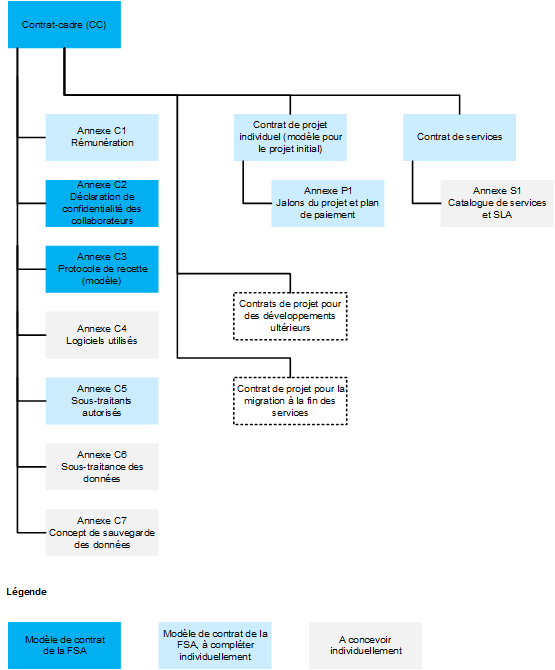 Contrat-cadre (CC)
Annexe C1
Rémunération
Contrat de projet
individuel (modèle pour
le projet initial)
Contrat de services
Annexe C2
Déclaration de
confidentialité des
collaborateurs
Annexe P1
Jalons du projet et plan
de paiement
Annexe S1
Catalogue de services
et SLA
Annexe C3
Protocole de recette
(modèle)
Contrats de projet pour
des développements
ultérieurs
Annexe C4
Logiciels utilisés
Annexe C5
Sous-traitants
autorisés
Contrat de projet pour la
migration à la fin des
services
Annexe C6
Sous-traitance des
données
Annexe C7
Concept de sauvegarde
des données
Légende
Modèle de contrat
de la FSA
Modèle de contrat de la
FSA, à compléter
individuellement
A concevoir
individuellement